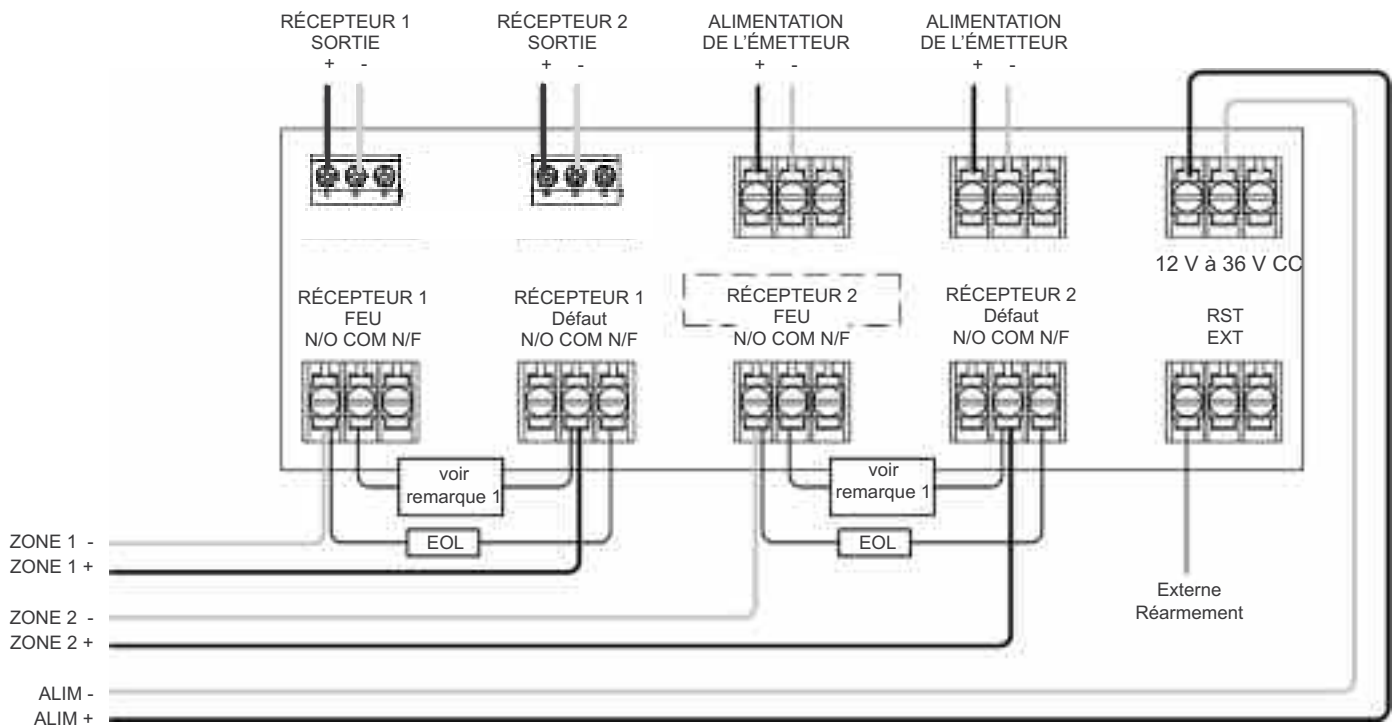 RÉCEPTEUR 1
SORTIE
+ -
RÉCEPTEUR 2
SORTIE
+ -
ALIMENTATION
DE L'ÉMETTEUR
+ -
ALIMENTATION
DE L'ÉMETTEUR
+ -
12 V à 36 V CC
RÉCEPTEUR 1
FEU
N/O COM N/F
RÉCEPTEUR 1
Défaut
N/O COM N/F
RÉCEPTEUR 2
FEU
N/O COM N/F
RÉCEPTEUR 2
Défaut
N/O COM N/F
RST
EXT
voir
remarque 1
voir
remarque 1
EOL
EOL
ZONE 1 -
ZONE 1 +
ZONE 2 -
ZONE 2 +
Externe
Réarmement
ALIM -
ALIM +